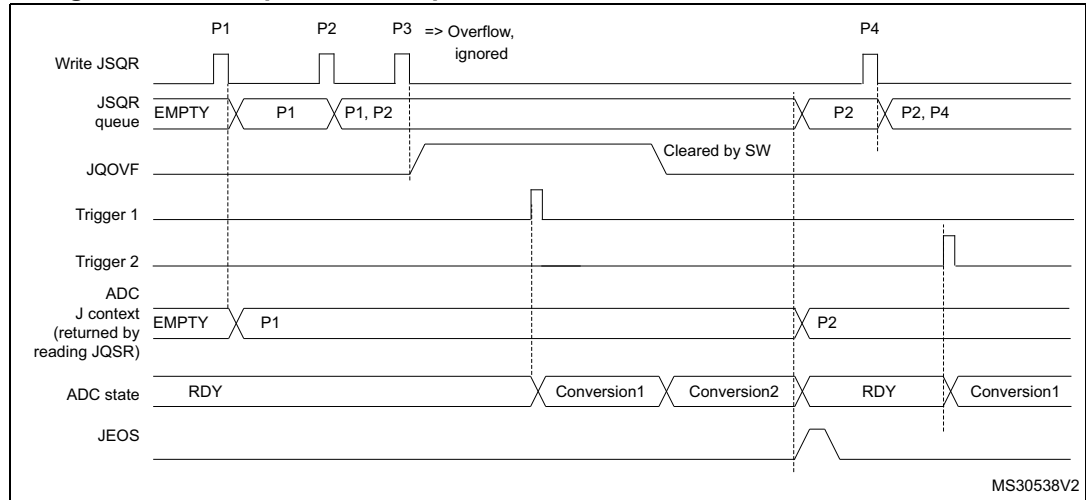 P1 P2 P3 => Overflow, ignored P4
Write JSQR
JSQR queue EMPTY P1 P1, P2 P2 P2, P4
JQOVF Cleared by SW
Trigger 1
Trigger 2
ADC
J context
(returned by
reading JQSR)
EMPTY P1 P2
ADC state RDY Conversion1 Conversion2 RDY Conversion1
JEOS
MS30538V2